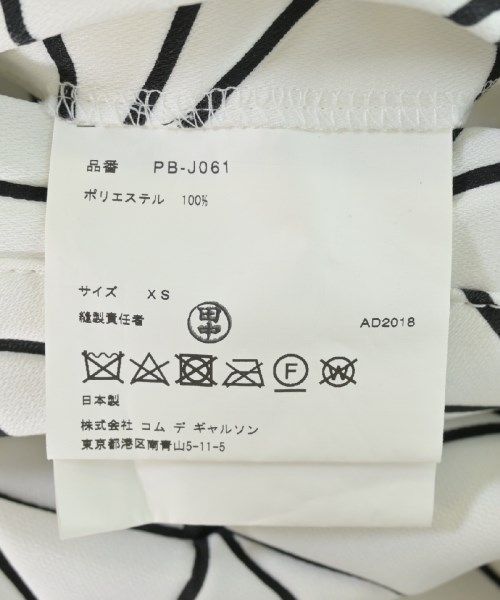 品番 PB-J061
ポリエステル 100%
サイズ XS
縫製責任者 田中 AD2018
F W
日本製
株式会社 コム デ ギャルソン
東京都港区南青山5-11-5